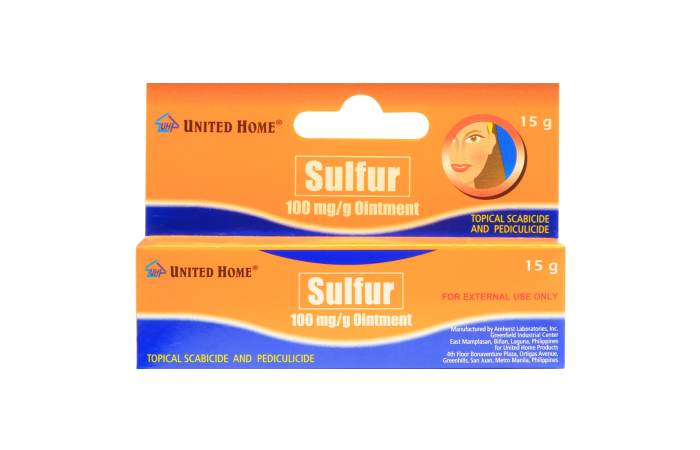 UNITED HOME®
15 g
Sulfur
100 mg/g Ointment
TOPICAL SCABICIDE
AND PEDICULICIDE
UHP UNITED HOME®
15 g
Sulfur
FOR EXTERNAL USE ONLY
100 mg/g Ointment
Manufactured by Amherst Laboratories, Inc.
Greenfield Industrial Center
East Mamplasan, Biñan, Laguna, Philippines
for United Home Products
4th Floor Bonaventure Plaza, Ortigas Avenue,
Greenhills, San Juan, Metro Manila, Philippines
TOPICAL SCABICIDE AND PEDICULICIDE